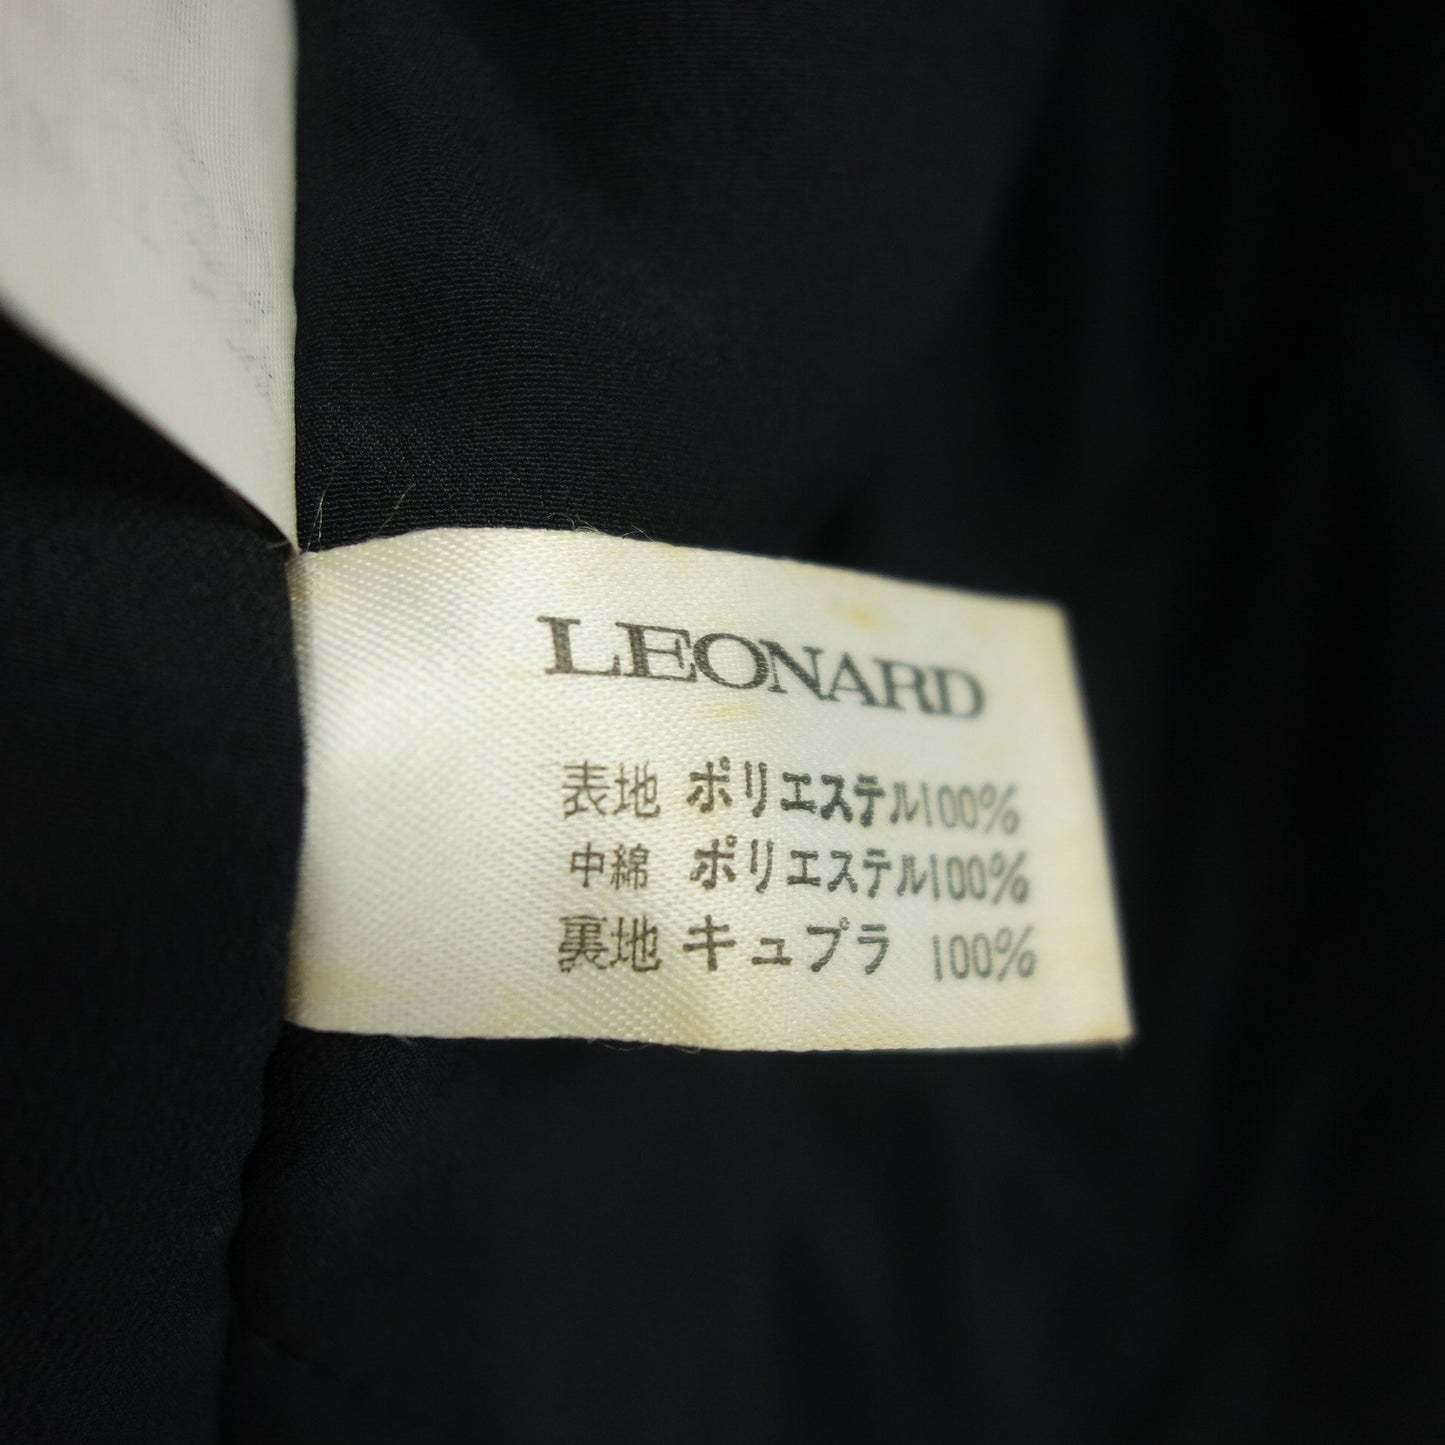 LEONARD
表地 ポリエステル100%
中綿 ポリエステル100%
裏地 キュプラ 100%